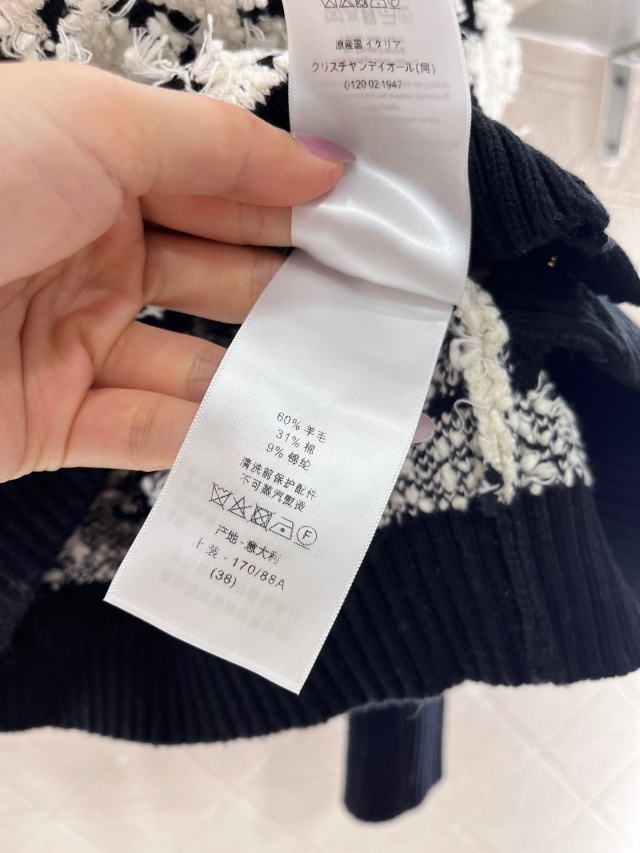 原産国 イタリア
クリスチャンディオール(同)
0120 02 1947
60% 羊毛
31% 棉
9% 锦纶
清洗前保护配件
不可蒸汽熨烫
F
产地 - 意大利
上装 - 170/88A
(38)